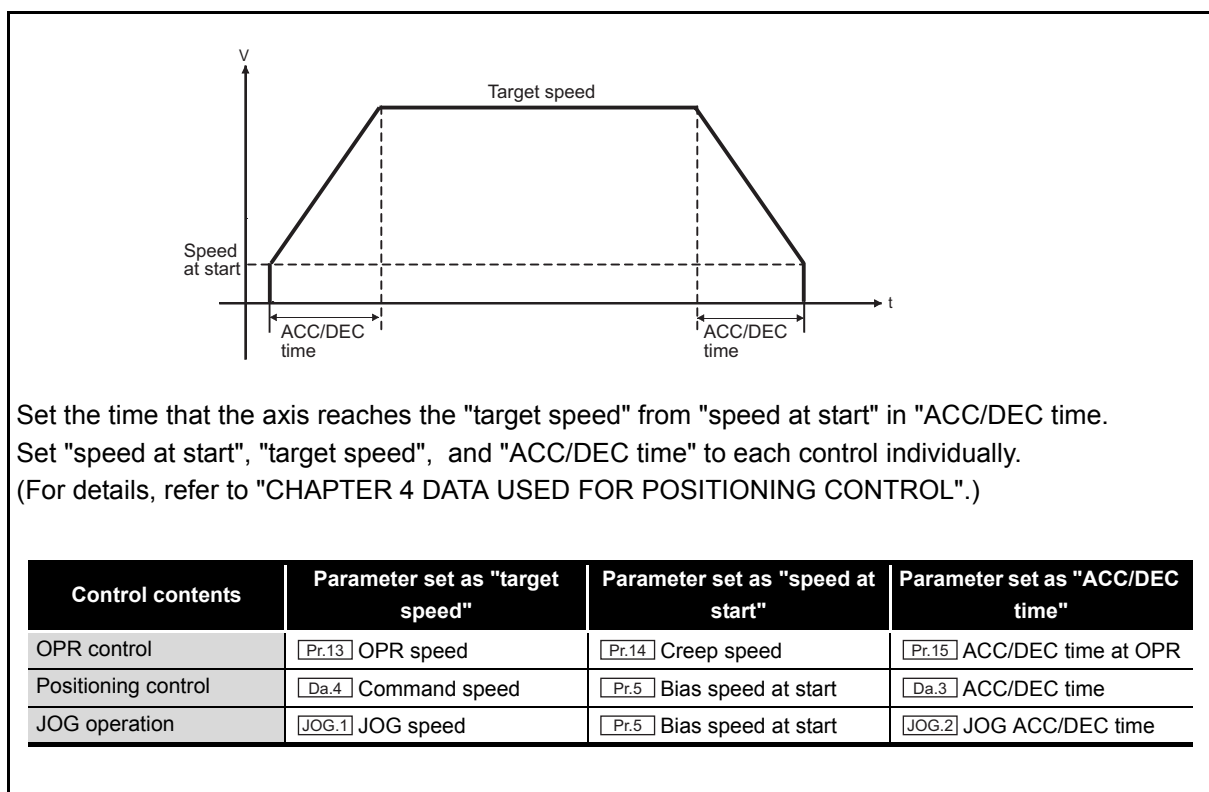 V
Target speed
Speed
at start
t
ACC/DEC
time
ACC/DEC
time
Set the time that the axis reaches the "target speed" from "speed at start" in "ACC/DEC time.
Set "speed at start", "target speed",  and "ACC/DEC time" to each control individually.
(For details, refer to "CHAPTER 4 DATA USED FOR POSITIONING CONTROL".)
Control contents
Parameter set as "target
speed"
Parameter set as "speed at
start"
Parameter set as "ACC/DEC
time"
OPR control
Pr.13 OPR speed
Pr.14 Creep speed
Pr.15 ACC/DEC time at OPR
Positioning control
Da.4 Command speed
Pr.5 Bias speed at start
Da.3 ACC/DEC time
JOG operation
JOG.1 JOG speed
Pr.5 Bias speed at start
JOG.2 JOG ACC/DEC time